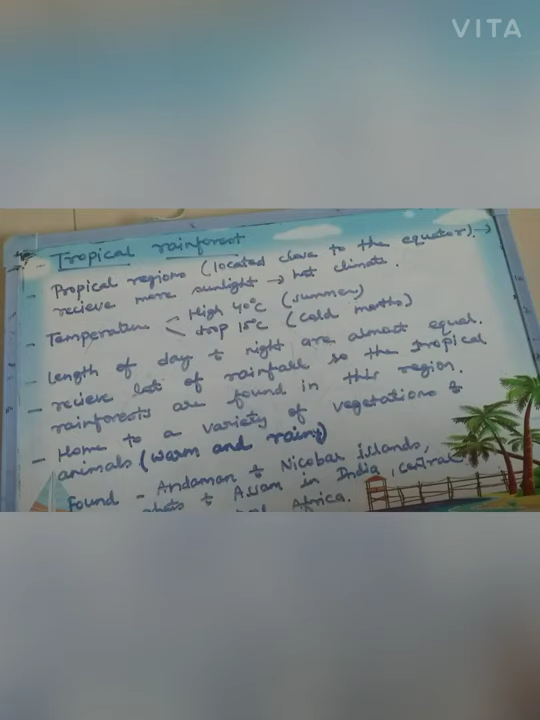 VITA
Tropical rainforest
- Tropical regions (located close to the equator). →
recieve more sunlight → hot climate.
- Temperature < High 40°c (summer)
drop 15°c (cold months)
- Length of day & night are almost equal.
- recieve lot of rainfall so the tropical
rainforests are found in this region.
- Home to a variety of vegetations &
animals (warm and rainy)
Found - Andaman & Nicobar islands,
& Assam in India, central
Africa.